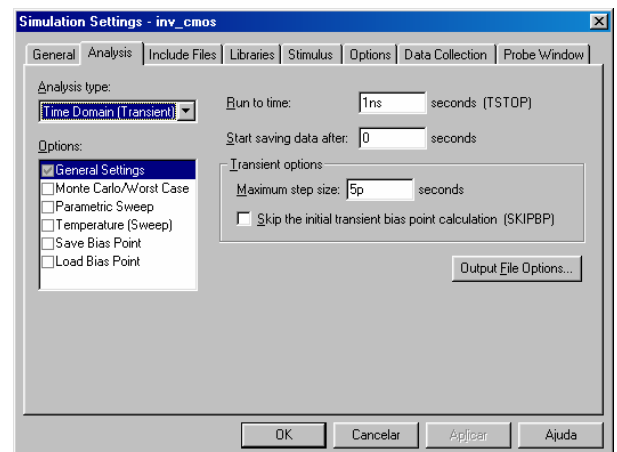 Simulation Settings - inv_cmos
General Analysis Include Files Libraries Stimulus Options Data Collection Probe Window
Analysis type:
Time Domain (Transient)
Options:
General Settings
Monte Carlo/Worst Case
Parametric Sweep
Temperature (Sweep)
Save Bias Point
Load Bias Point
Run to time: 1ns seconds (TSTOP)
Start saving data after: 0 seconds
Transient options
Maximum step size: 5p seconds
Skip the initial transient bias point calculation (SKIPBP)
Output File Options...
OK Cancelar Aplicar Ajuda